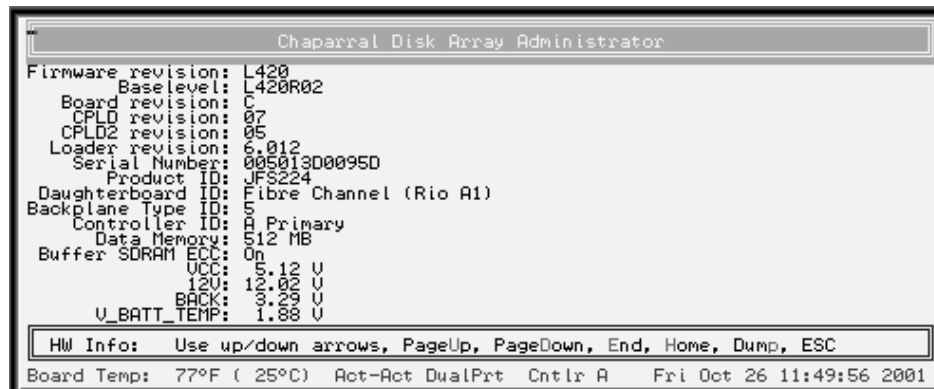 Chaparral Disk Array Administrator
Firmware revision: L420
Baselevel: L420R02
Board revision: C
CPLD revision: 07
CPLD2 revision: 05
Loader revision: 6.012
Serial Number: 005013D0095D
Product ID: JFS224
Daughterboard ID: Fibre Channel (Rio A1)
Backplane Type ID: 5
Controller ID: A Primary
Data Memory: 512 MB
Buffer SDRAM ECC: On
VCC: 5.12 V
12V: 12.02 V
BACK: 3.29 V
V_BATT_TEMP: 1.88 V
HW Info: Use up/down arrows, PageUp, PageDown, End, Home, Dump, ESC
Board Temp: 77°F ( 25°C) Act-Act DualPrt Cntlr A Fri Oct 26 11:49:56 2001